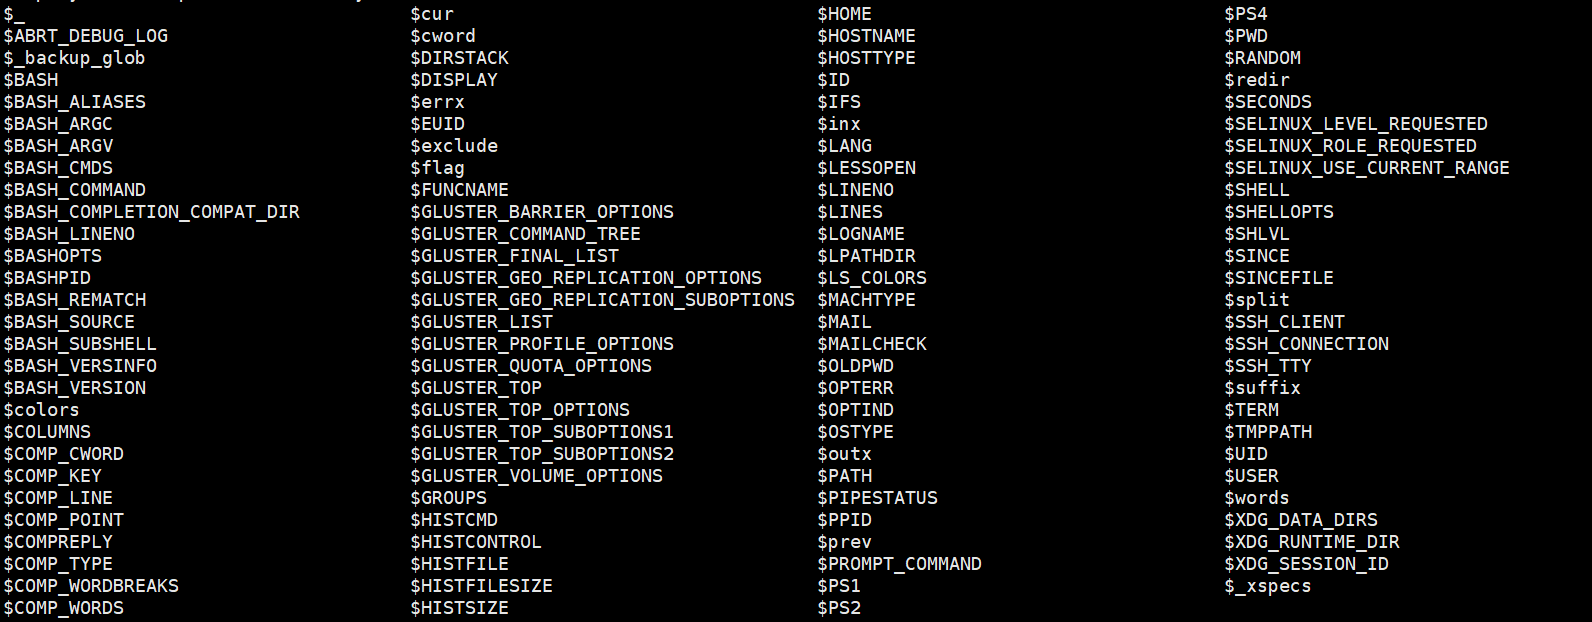 $_ $cur $HOME $PS4
$ABRT_DEBUG_LOG $cword $HOSTNAME $PWD
$_backup_glob $DIRSTACK $HOSTTYPE $RANDOM
$BASH $DISPLAY $ID $redir
$BASH_ALIASES $errx $IFS $SECONDS
$BASH_ARGC $EUID $inx $SELINUX_LEVEL_REQUESTED
$BASH_ARGV $exclude $LANG $SELINUX_ROLE_REQUESTED
$BASH_CMDS $flag $LESSOPEN $SELINUX_USE_CURRENT_RANGE
$BASH_COMMAND $FUNCNAME $LINENO $SHELL
$BASH_COMPLETION_COMPAT_DIR $GLUSTER_BARRIER_OPTIONS $LINES $SHELLOPTS
$BASH_LINENO $GLUSTER_COMMAND_TREE $LOGNAME $SHLVL
$BASHOPTS $GLUSTER_FINAL_LIST $LPATHDIR $SINCE
$BASHPID $GLUSTER_GEO_REPLICATION_OPTIONS $LS_COLORS $SINCEFILE
$BASH_REMATCH $GLUSTER_GEO_REPLICATION_SUBOPTIONS $MACHTYPE $split
$BASH_SOURCE $GLUSTER_LIST $MAIL $SSH_CLIENT
$BASH_SUBSHELL $GLUSTER_PROFILE_OPTIONS $MAILCHECK $SSH_CONNECTION
$BASH_VERSINFO $GLUSTER_QUOTA_OPTIONS $OLDPWD $SSH_TTY
$BASH_VERSION $GLUSTER_TOP $OPTERR $suffix
$colors $GLUSTER_TOP_OPTIONS $OPTIND $TERM
$COLUMNS $GLUSTER_TOP_SUBOPTIONS1 $OSTYPE $TMPPATH
$COMP_CWORD $GLUSTER_TOP_SUBOPTIONS2 $outx $UID
$COMP_KEY $GLUSTER_VOLUME_OPTIONS $PATH $USER
$COMP_LINE $GROUPS $PIPESTATUS $words
$COMP_POINT $HISTCMD $PPID $XDG_DATA_DIRS
$COMPREPLY $HISTCONTROL $prev $XDG_RUNTIME_DIR
$COMP_TYPE $HISTFILE $PROMPT_COMMAND $XDG_SESSION_ID
$COMP_WORDBREAKS $HISTFILESIZE $PS1 $_xspecs
$COMP_WORDS $HISTSIZE $PS2